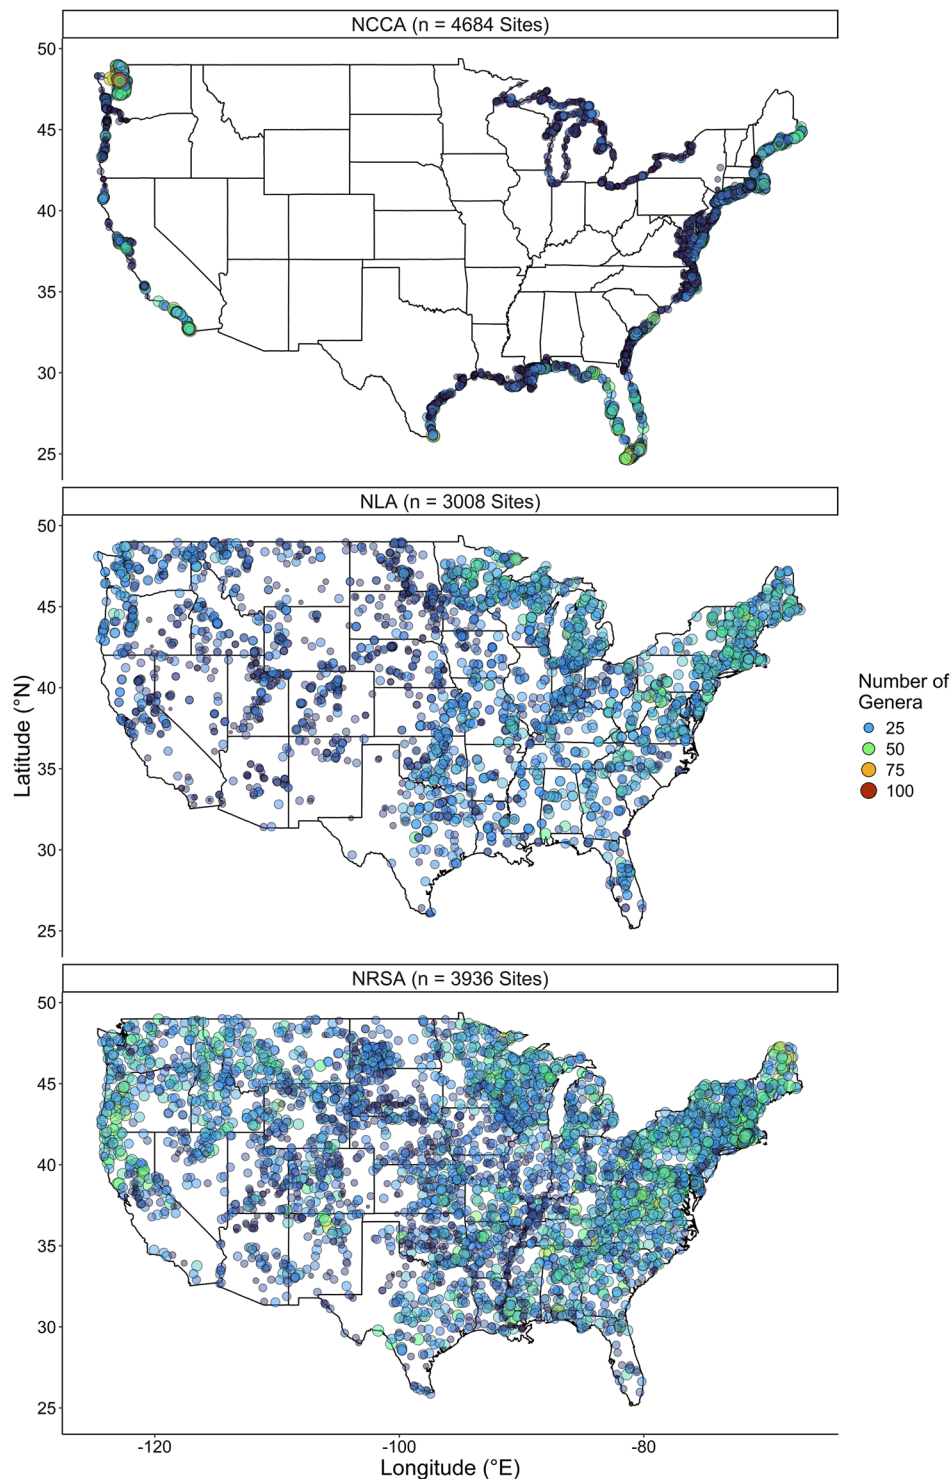 NCCA (n = 4684 Sites)
50
45
40
35
30
25
NLA (n = 3008 Sites)
50
45
40
35
30
25
Latitude (°N)
Number of
Genera
25
50
75
100
NRSA (n = 3936 Sites)
50
45
40
35
30
25
-120 -100 -80
Longitude (°E)